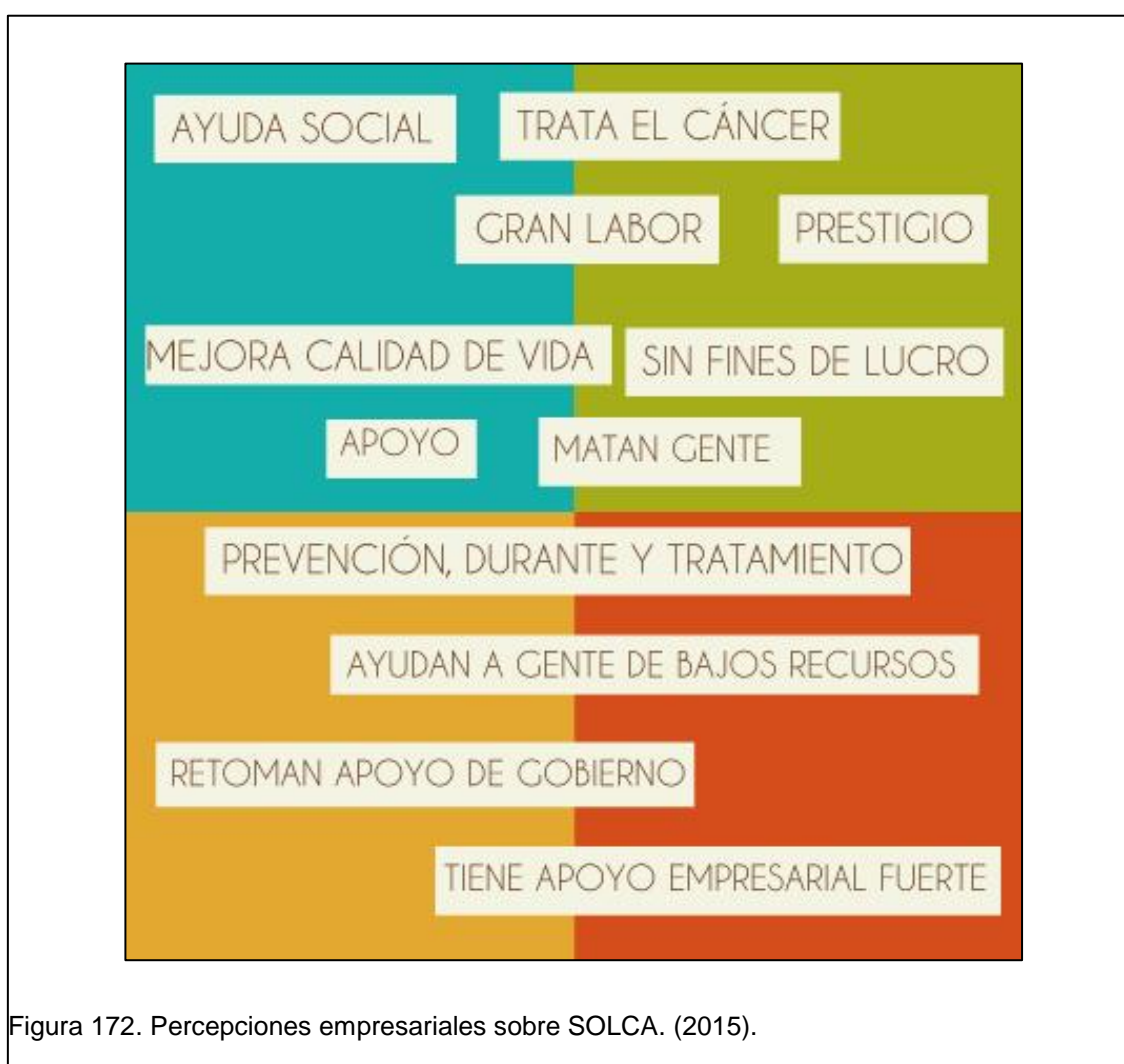 AYUDA SOCIAL
TRATA EL CÁNCER
GRAN LABOR
PRESTIGIO
MEJORA CALIDAD DE VIDA
SIN FINES DE LUCRO
APOYO
MATAN GENTE
PREVENCIÓN, DURANTE Y TRATAMIENTO
AYUDAN A GENTE DE BAJOS RECURSOS
RETOMAN APOYO DE GOBIERNO
TIENE APOYO EMPRESARIAL FUERTE
Figura 172. Percepciones empresariales sobre SOLCA. (2015).